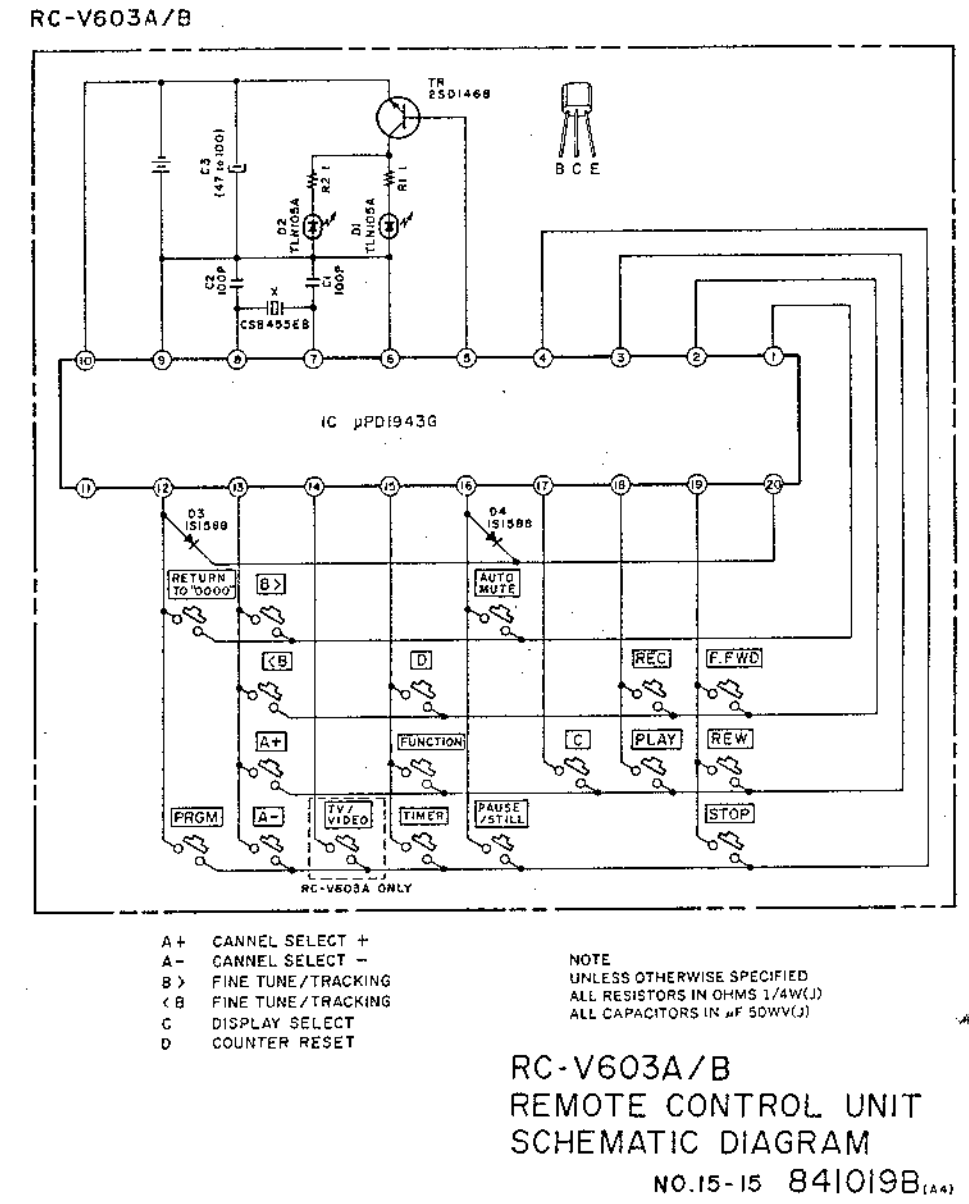 RC-V603A/B
TR
2SD1468
C3
(47 to 100)
R2 1
R1 1
D2
TLN105A
D1
TLN105A
B C E
C2
100P
C1
100P
X
CSB455EB
10 9 8 7 6 5 4 3 2 1
IC µPD1943G
11 12 13 14 15 16 17 18 19 20
D3
1S1588
D4
1S1588
RETURN
TO "0000"
B>
AUTO
MUTE
<B
D
REC
F.FWD
A+
FUNCTION
C
PLAY
REW
PRGM
A-
TV/
VIDEO
TIMER
PAUSE
/STILL
STOP
RC-V603A ONLY
A+ CANNEL SELECT +
A- CANNEL SELECT -
B> FINE TUNE/TRACKING
<B FINE TUNE/TRACKING
C DISPLAY SELECT
D COUNTER RESET
NOTE
UNLESS OTHERWISE SPECIFIED
ALL RESISTORS IN OHMS 1/4W(J)
ALL CAPACITORS IN µF 50WV(J)
RC-V603A/B
REMOTE CONTROL UNIT
SCHEMATIC DIAGRAM
NO.15-15 841019B(A4)